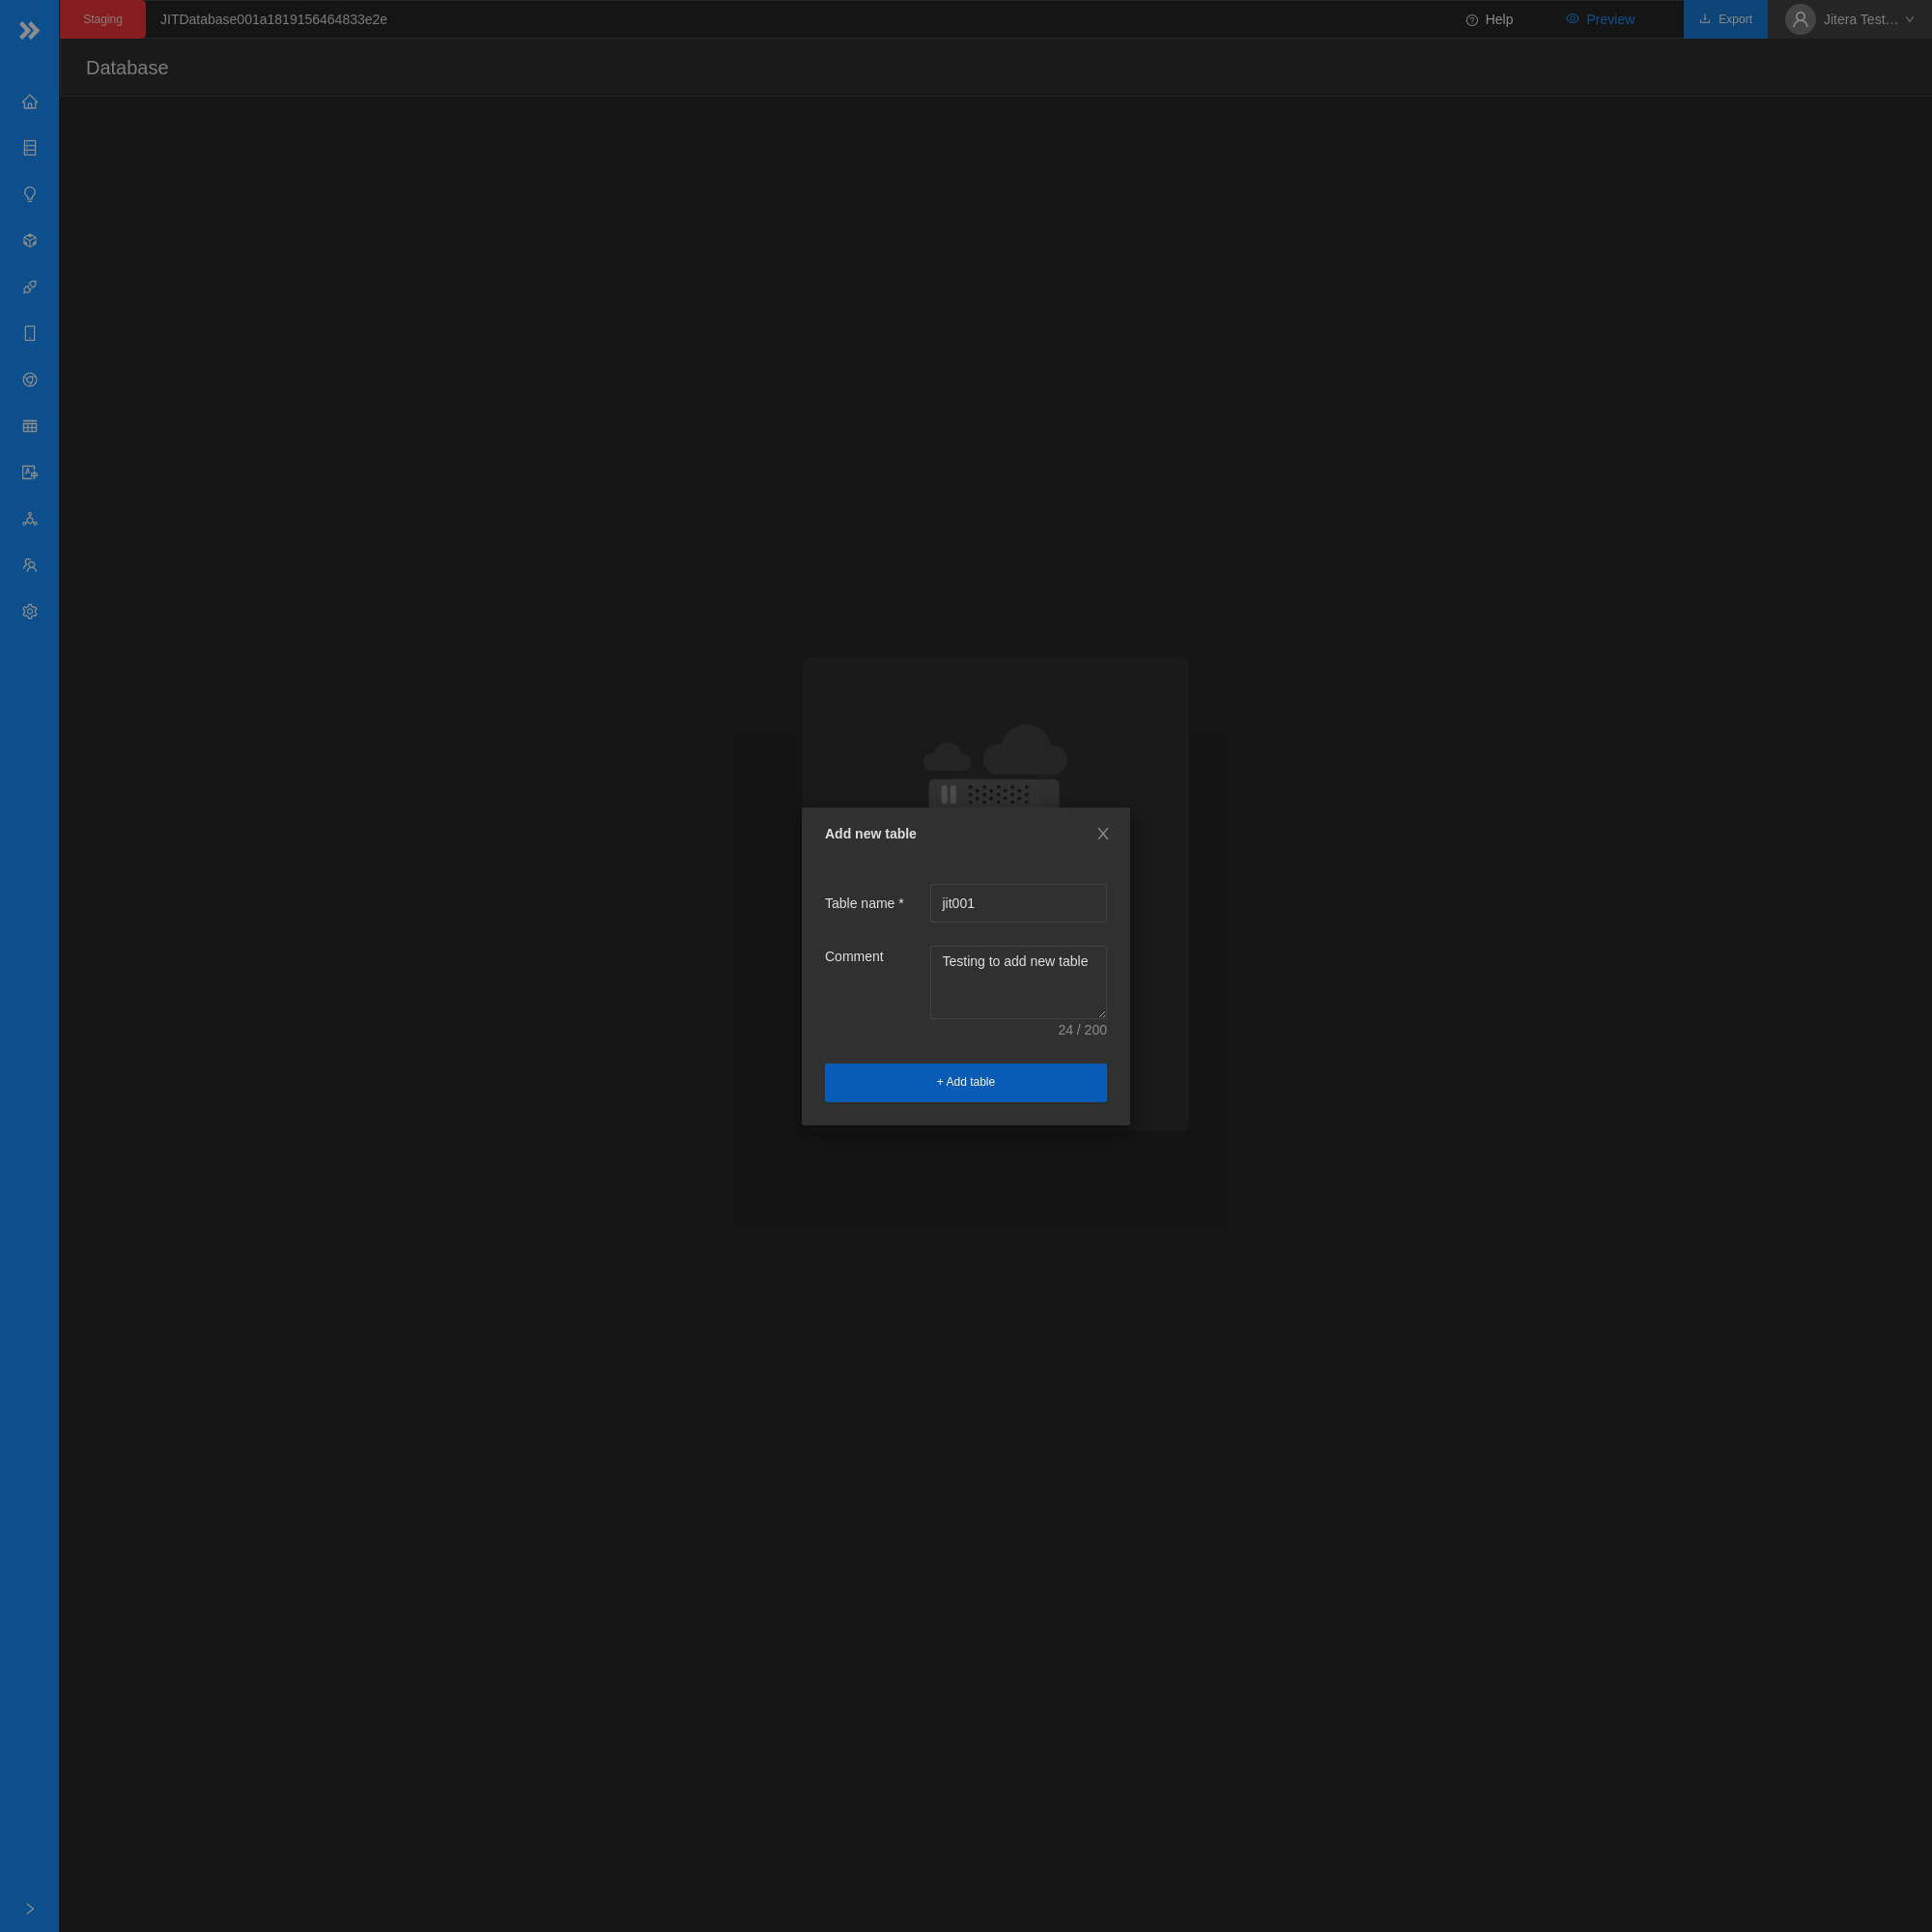 Staging
JITDatabase001a1819156464833e2e
Help
Preview
Export
Jitera Test…
Database
Add new table
Table name *
jit001
Comment
Testing to add new table
24 / 200
+ Add table